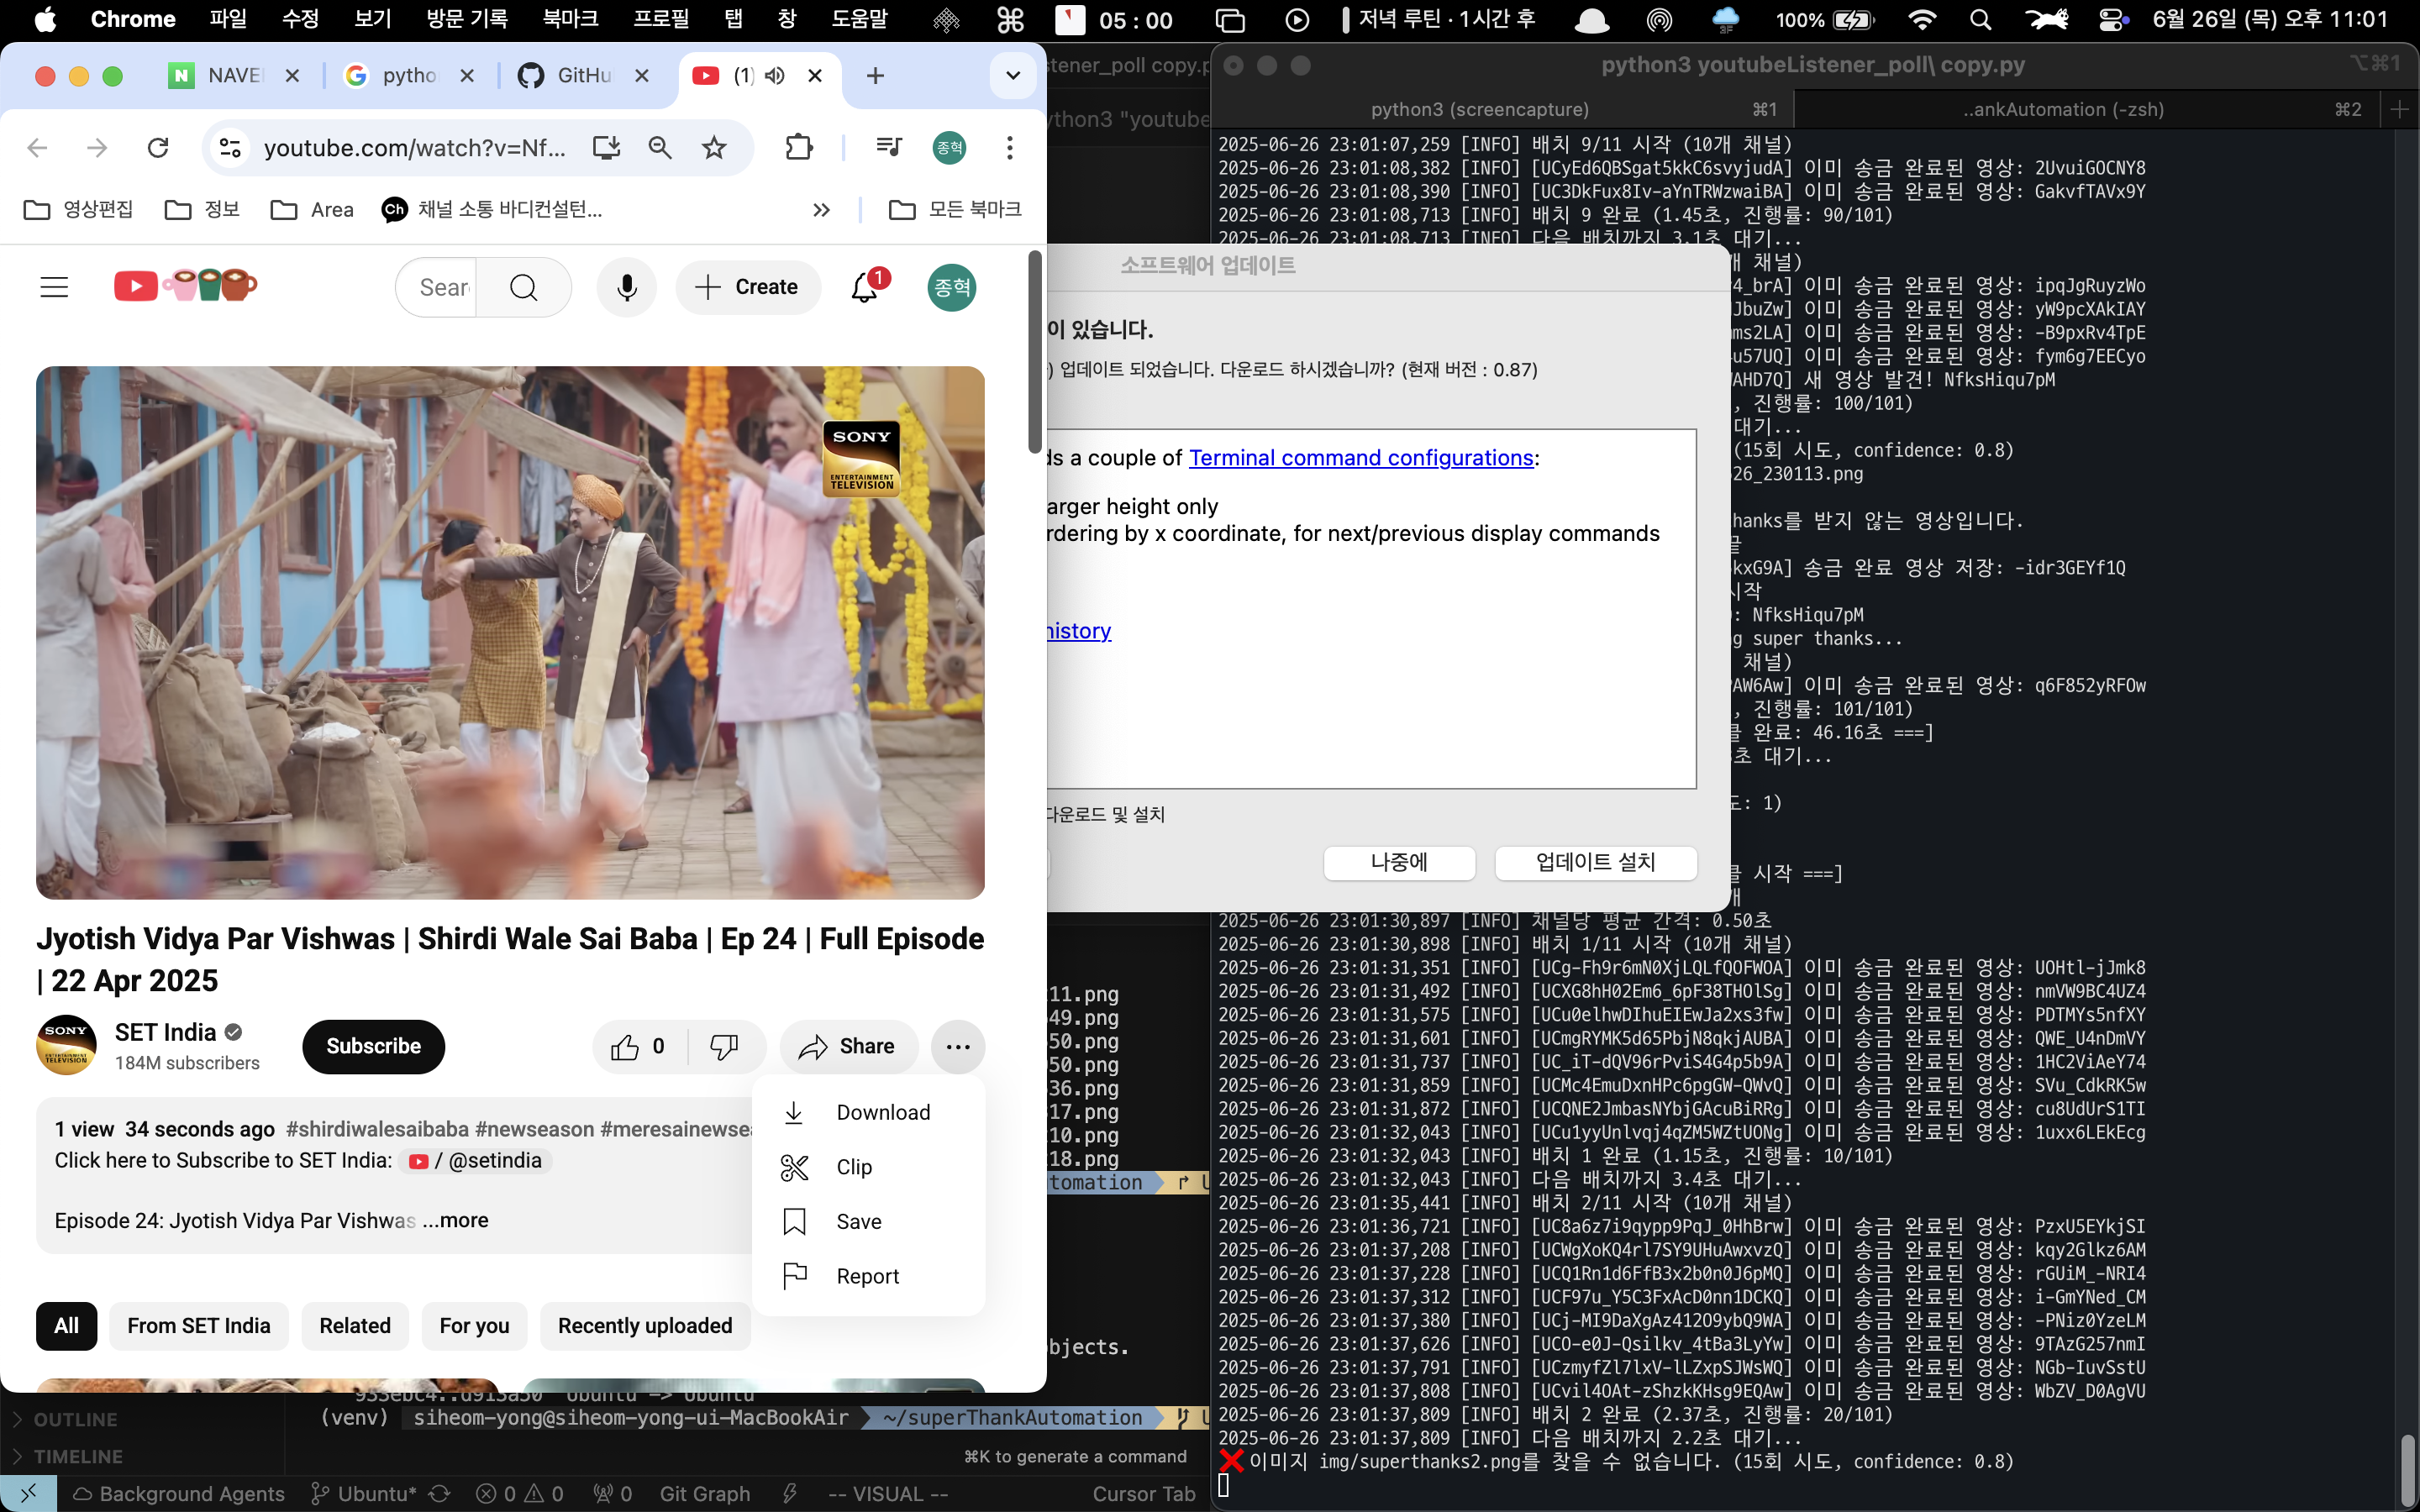 Chrome 파일 수정 보기 방문 기록 북마크 프로필 탭 창 도움말 05 : 00 저녁 루틴 · 1시간 후 3F 100% 6월 26일 (목) 오후 11:01
NAVE pytho GitHu (1)
youtube.com/watch?v=Nf... 종혁
영상편집 정보 Area Ch 채널 소통 바디컨설턴... 모든 북마크
Sear Create 1 종혁
SONY
ENTERTAINMENT
TELEVISION
Jyotish Vidya Par Vishwas | Shirdi Wale Sai Baba | Ep 24 | Full Episode
| 22 Apr 2025
SONY
SET India
184M subscribers
Subscribe
0
Share
Download
Clip
Save
Report
1 view 34 seconds ago #shirdiwalesaibaba #newseason #meresainewsea
Click here to Subscribe to SET India: / @setindia
Episode 24: Jyotish Vidya Par Vishwas ...more
All From SET India Related For you Recently uploaded
stener_poll copy.p
ython3 "youtube
소프트웨어 업데이트
이 있습니다.
) 업데이트 되었습니다. 다운로드 하시겠습니까? (현재 버전 : 0.87)
ds a couple of Terminal command configurations:
arger height only
rdering by x coordinate, for next/previous display commands
history
다운로드 및 설치
나중에 업데이트 설치
11.png
49.png
50.png
50.png
36.png
17.png
10.png
18.png
tomation
bjects.
(venv) siheom-yong@siheom-yong-ui-MacBookAir ~/superThankAutomation
⌘K to generate a command
OUTLINE
TIMELINE
Background Agents Ubuntu* 0 0 0 Git Graph -- VISUAL -- Cursor Tab
python3 youtubeListener_poll\ copy.py ⌥⌘1
python3 (screencapture) ⌘1 ..ankAutomation (-zsh) ⌘2
2025-06-26 23:01:07,259 [INFO] 배치 9/11 시작 (10개 채널)
2025-06-26 23:01:08,382 [INFO] [UCyEd6QBSgat5kkC6svyjudA] 이미 송금 완료된 영상: 2UvuiGOCNY8
2025-06-26 23:01:08,390 [INFO] [UC3DkFux8Iv-aYnTRWzwaiBA] 이미 송금 완료된 영상: GakvfTAVx9Y
2025-06-26 23:01:08,713 [INFO] 배치 9 완료 (1.45초, 진행률: 90/101)
2025-06-26 23:01:08,713 [INFO] 다음 배치까지 3.1초 대기...
개 채널)
4_brA] 이미 송금 완료된 영상: ipqJgRuyzWo
JbuZw] 이미 송금 완료된 영상: yW9pcXAkIAY
ms2LA] 이미 송금 완료된 영상: -B9pxRv4TpE
u57UQ] 이미 송금 완료된 영상: fym6g7EECyo
AHD7Q] 새 영상 발견! NfksHiqu7pM
, 진행률: 100/101)
대기...
(15회 시도, confidence: 0.8)
26_230113.png
hanks를 받지 않는 영상입니다.
끝
kxG9A] 송금 완료 영상 저장: -idr3GEYf1Q
시작
: NfksHiqu7pM
g super thanks...
채널)
AW6Aw] 이미 송금 완료된 영상: q6F852yRFOw
, 진행률: 101/101)
클 완료: 46.16초 ===]
초 대기...
도: 1)
클 시작 ===]
개
2025-06-26 23:01:30,897 [INFO] 채널당 평균 간격: 0.50초
2025-06-26 23:01:30,898 [INFO] 배치 1/11 시작 (10개 채널)
2025-06-26 23:01:31,351 [INFO] [UCg-Fh9r6mN0XjLQLfQOFWOA] 이미 송금 완료된 영상: UOHtl-jJmk8
2025-06-26 23:01:31,492 [INFO] [UCXG8hH02Em6_6pF38THOlSg] 이미 송금 완료된 영상: nmVW9BC4UZ4
2025-06-26 23:01:31,575 [INFO] [UCu0elhwDIhuEIEwJa2xs3fw] 이미 송금 완료된 영상: PDTMYs5nfXY
2025-06-26 23:01:31,601 [INFO] [UCmgRYMK5d65PbjN8qkjAUBA] 이미 송금 완료된 영상: QWE_U4nDmVY
2025-06-26 23:01:31,737 [INFO] [UC_iT-dQV96rPviS4G4p5b9A] 이미 송금 완료된 영상: 1HC2ViAeY74
2025-06-26 23:01:31,859 [INFO] [UCMc4EmuDxnHPc6pgGW-QWvQ] 이미 송금 완료된 영상: SVu_CdkRK5w
2025-06-26 23:01:31,872 [INFO] [UCQNE2JmbasNYbjGAcuBiRRg] 이미 송금 완료된 영상: cu8UdUrS1TI
2025-06-26 23:01:32,043 [INFO] [UCu1yyUnlvqj4qZM5WZtUONg] 이미 송금 완료된 영상: 1uxx6LEkEcg
2025-06-26 23:01:32,043 [INFO] 배치 1 완료 (1.15초, 진행률: 10/101)
2025-06-26 23:01:32,043 [INFO] 다음 배치까지 3.4초 대기...
2025-06-26 23:01:35,441 [INFO] 배치 2/11 시작 (10개 채널)
2025-06-26 23:01:36,721 [INFO] [UC8a6z7i9qypp9PqJ_0HhBrw] 이미 송금 완료된 영상: PzxU5EYkjSI
2025-06-26 23:01:37,208 [INFO] [UCWgXoKQ4rl7SY9UHuAwxvzQ] 이미 송금 완료된 영상: kqy2Glkz6AM
2025-06-26 23:01:37,228 [INFO] [UCQ1Rn1d6FfB3x2b0n0J6pMQ] 이미 송금 완료된 영상: rGUiM_-NRI4
2025-06-26 23:01:37,312 [INFO] [UCF97u_Y5C3FxAcD0nn1DCKQ] 이미 송금 완료된 영상: i-GmYNed_CM
2025-06-26 23:01:37,380 [INFO] [UCj-MI9DaXgAz412O9ybQ9WA] 이미 송금 완료된 영상: -PNiz0YzeLM
2025-06-26 23:01:37,626 [INFO] [UCO-e0J-Qsilkv_4tBa3LyYw] 이미 송금 완료된 영상: 9TAzG257nmI
2025-06-26 23:01:37,791 [INFO] [UCzmyfZl7lxV-lLZxpSJWsWQ] 이미 송금 완료된 영상: NGb-IuvSstU
2025-06-26 23:01:37,808 [INFO] [UCvil4OAt-zShzkKHsg9EQAw] 이미 송금 완료된 영상: WbZV_D0AgVU
2025-06-26 23:01:37,809 [INFO] 배치 2 완료 (2.37초, 진행률: 20/101)
2025-06-26 23:01:37,809 [INFO] 다음 배치까지 2.2초 대기...
❌이미지 img/superthanks2.png를 찾을 수 없습니다. (15회 시도, confidence: 0.8)